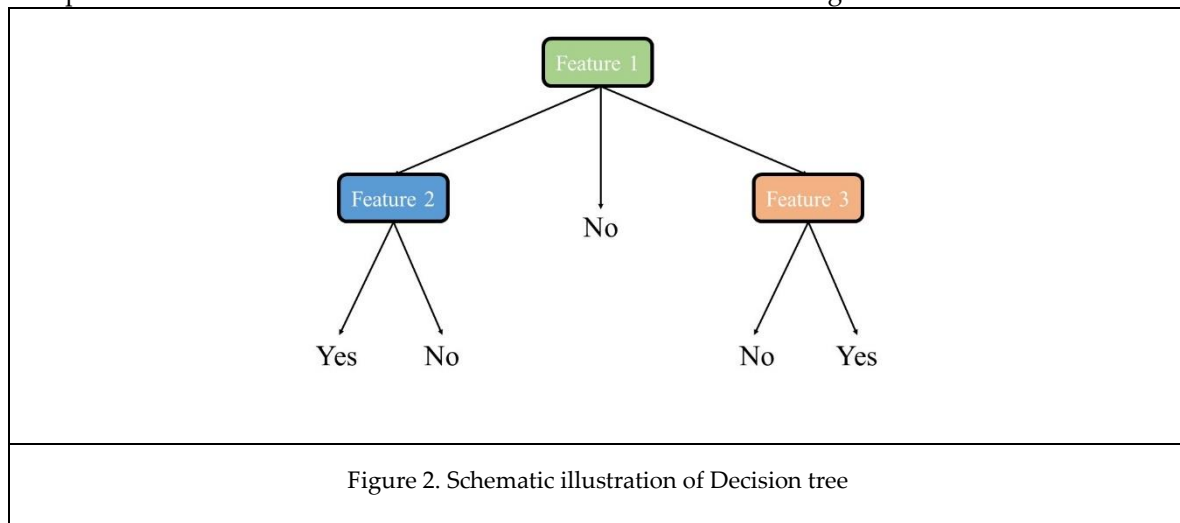 Feature 1
Feature 2
No
Feature 3
Yes
No
No
Yes
Figure 2. Schematic illustration of Decision tree